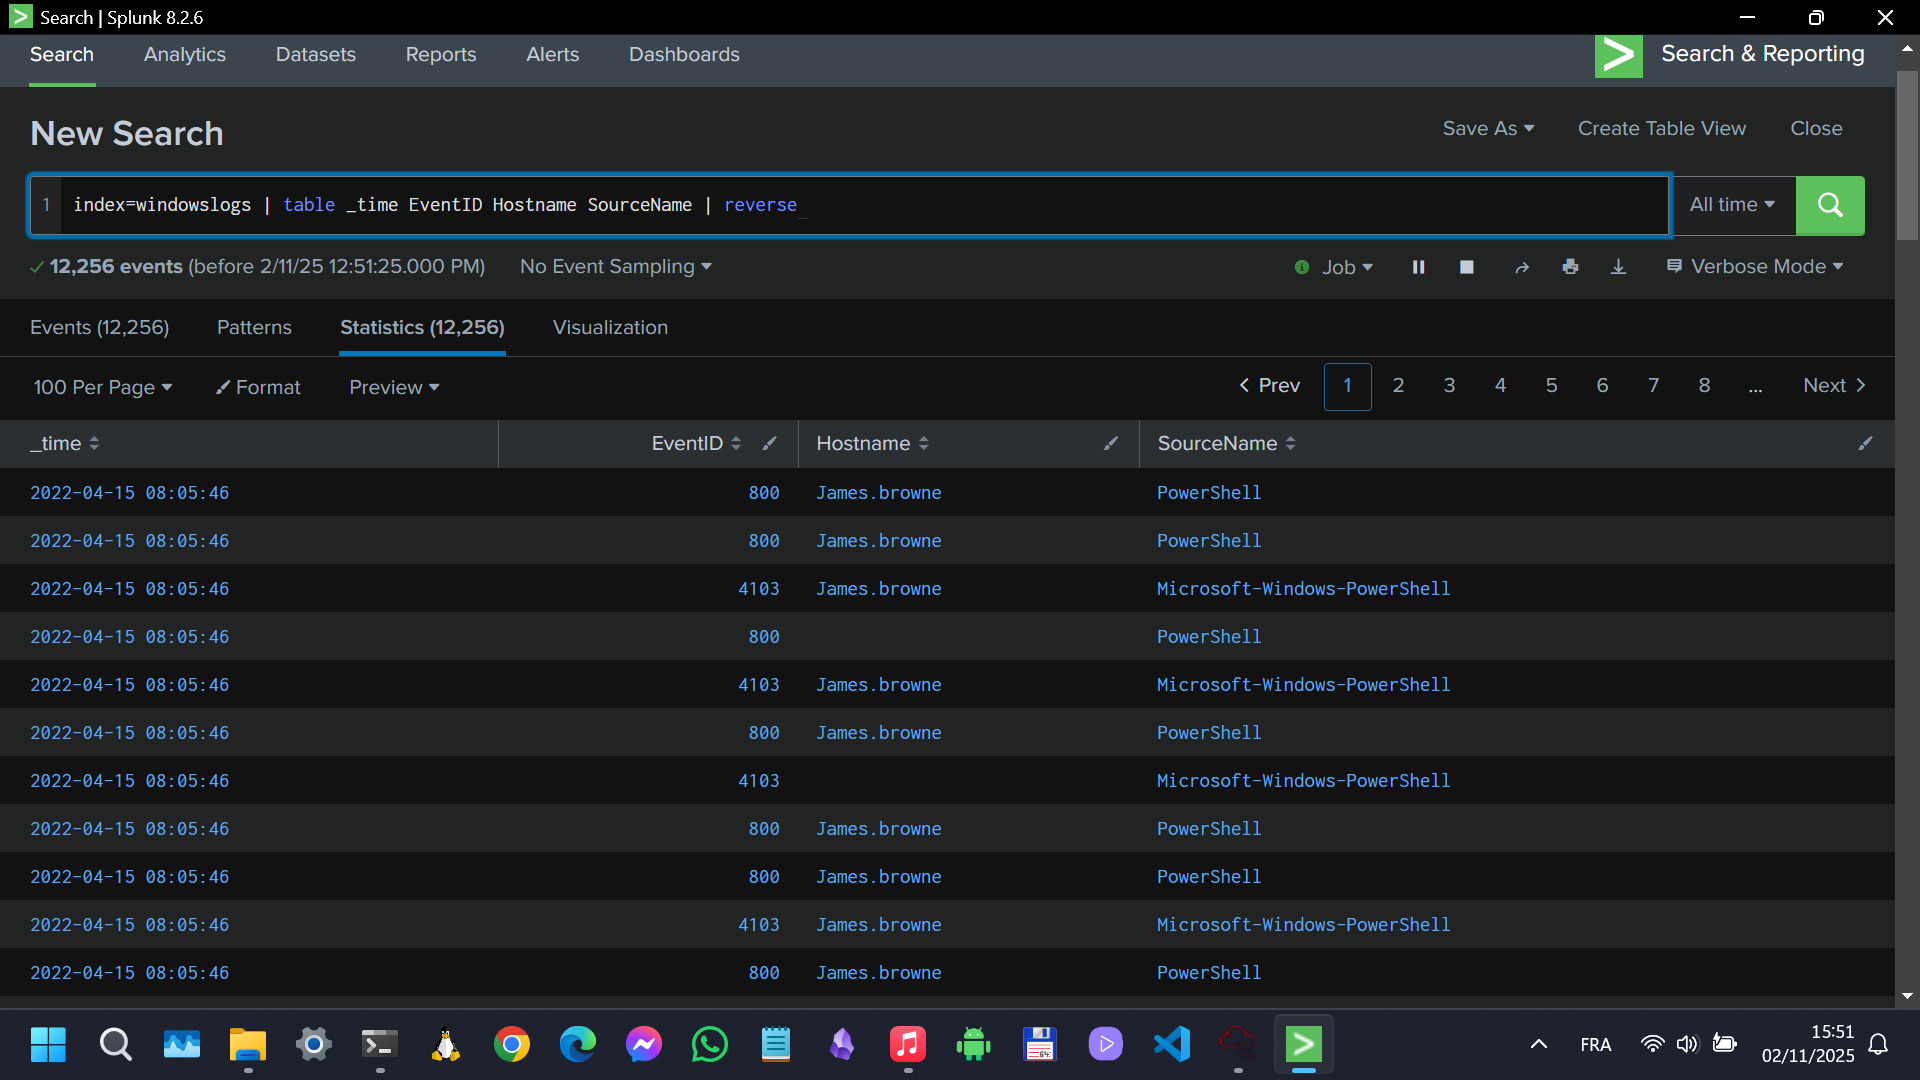 Search | Splunk 8.2.6
Search Analytics Datasets Reports Alerts Dashboards
Search & Reporting
New Search
Save As Create Table View Close
1 index=windowslogs | table _time EventID Hostname SourceName | reverse
All time
12,256 events (before 2/11/25 12:51:25.000 PM) No Event Sampling
Job Verbose Mode
Events (12,256) Patterns Statistics (12,256) Visualization
100 Per Page Format Preview
Prev 1 2 3 4 5 6 7 8 ... Next
_time EventID Hostname SourceName
2022-04-15 08:05:46 800 James.browne PowerShell
2022-04-15 08:05:46 800 James.browne PowerShell
2022-04-15 08:05:46 4103 James.browne Microsoft-Windows-PowerShell
2022-04-15 08:05:46 800 PowerShell
2022-04-15 08:05:46 4103 James.browne Microsoft-Windows-PowerShell
2022-04-15 08:05:46 800 James.browne PowerShell
2022-04-15 08:05:46 4103 Microsoft-Windows-PowerShell
2022-04-15 08:05:46 800 James.browne PowerShell
2022-04-15 08:05:46 800 James.browne PowerShell
2022-04-15 08:05:46 4103 James.browne Microsoft-Windows-PowerShell
2022-04-15 08:05:46 800 James.browne PowerShell
64
FRA
15:51
02/11/2025